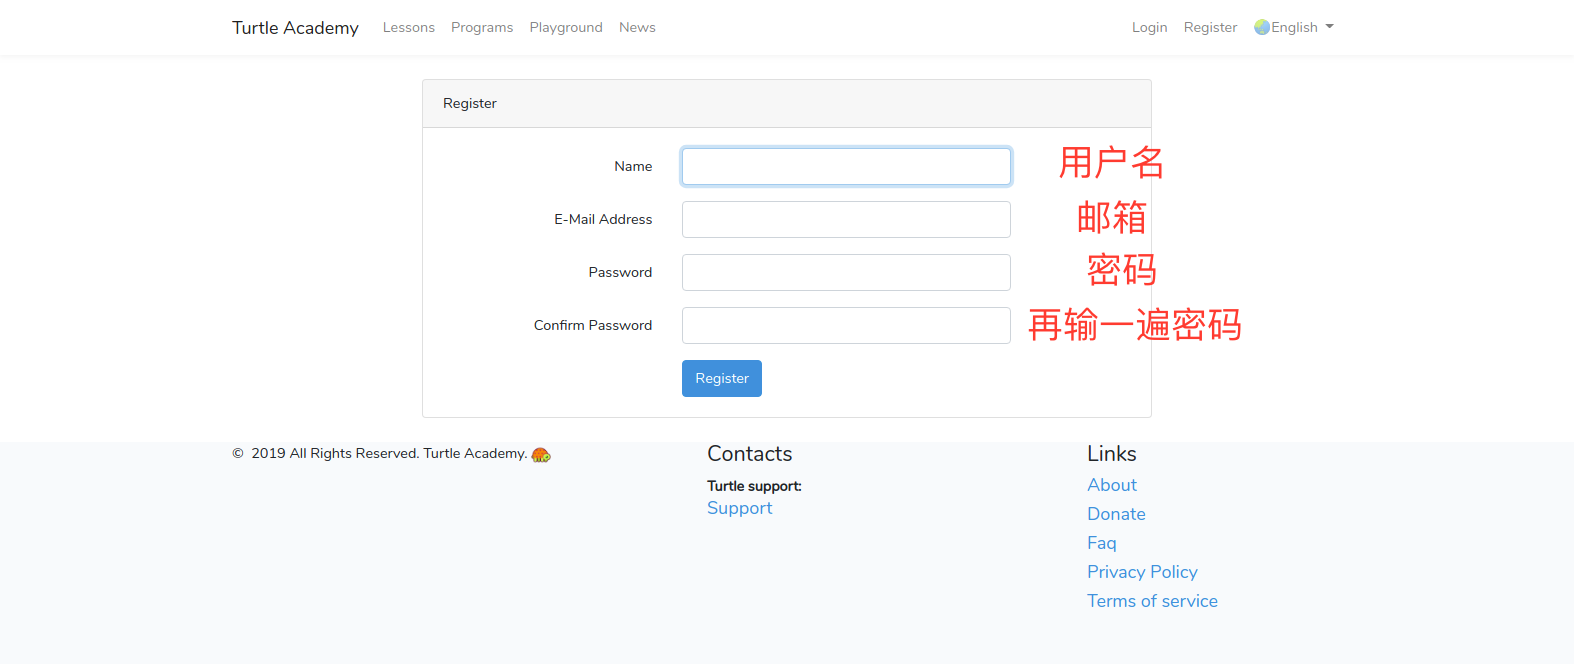 Turtle Academy Lessons Programs Playground News Login Register English
Register
Name 用户名
E-Mail Address 邮箱
Password 密码
Confirm Password 再输一遍密码
Register
© 2019 All Rights Reserved. Turtle Academy.
Contacts
Turtle support:
Support
Links
About
Donate
Faq
Privacy Policy
Terms of service